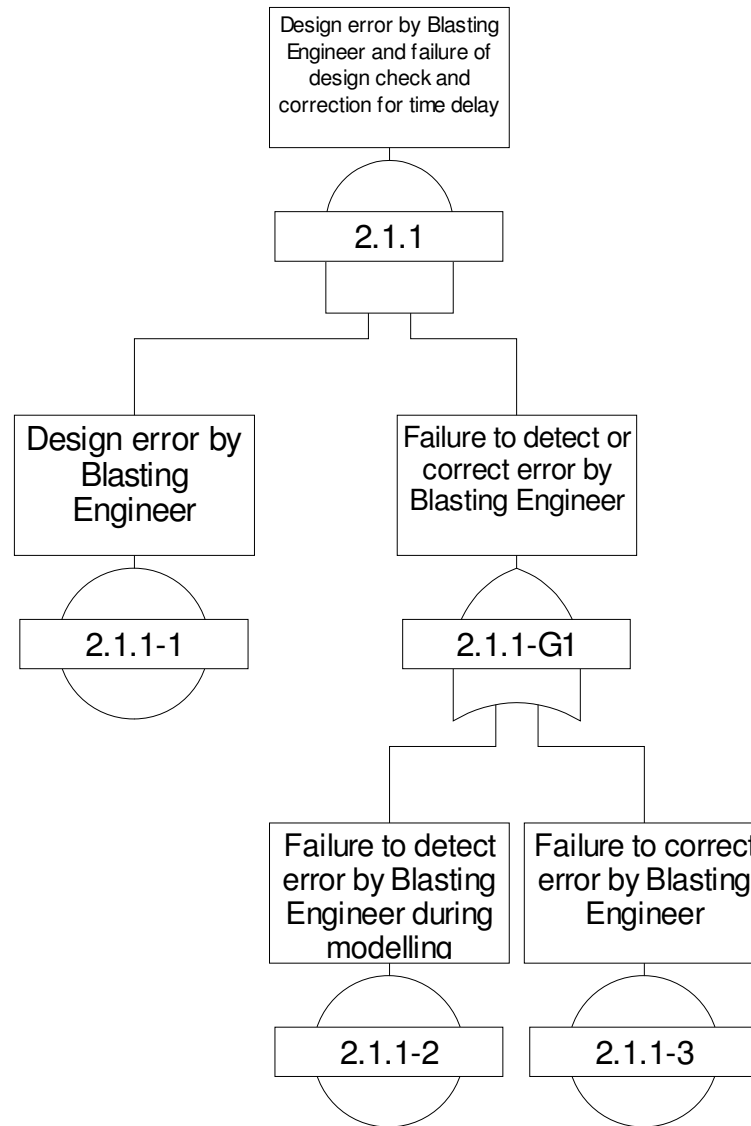 Design error by Blasting
Engineer and failure of
design check and
correction for time delay
2.1.1
Design error by
Blasting
Engineer
Failure to detect or
correct error by
Blasting Engineer
2.1.1-1
2.1.1-G1
Failure to detect
error by Blasting
Engineer during
modelling
Failure to correct
error by Blasting
Engineer
2.1.1-2
2.1.1-3